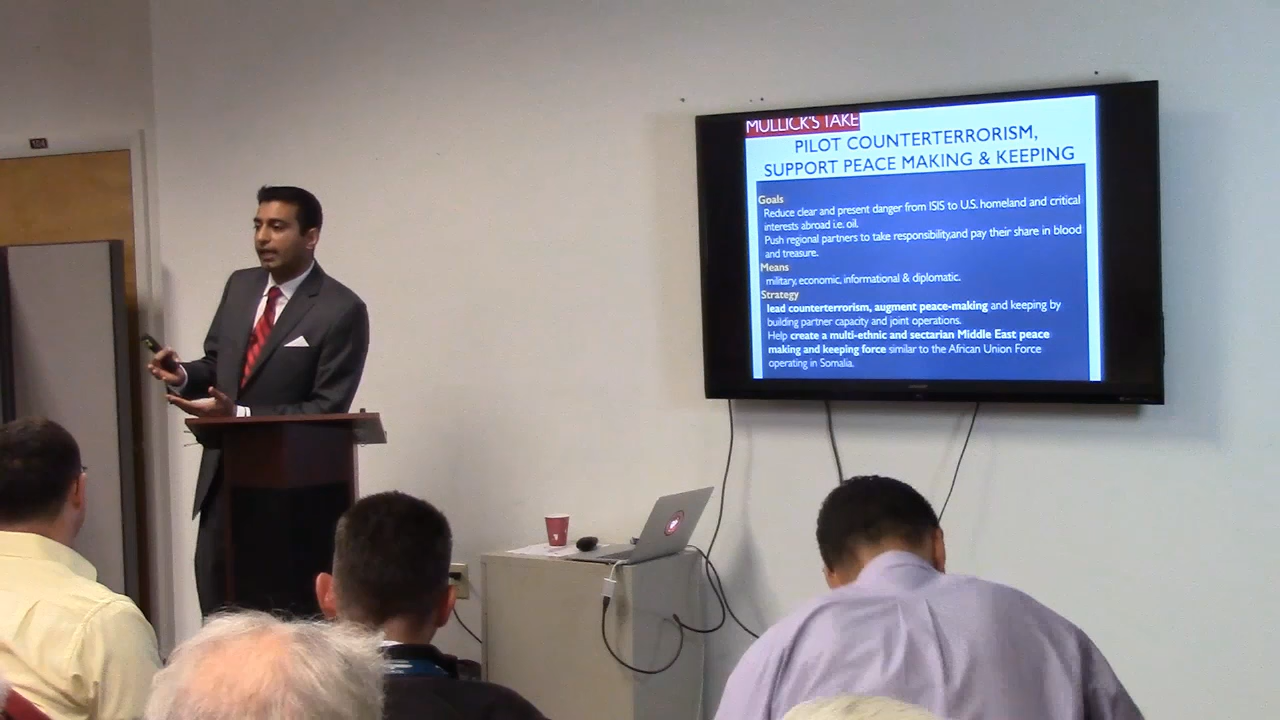 104
MULLICK'S TAKE
PILOT COUNTERTERRORISM,
SUPPORT PEACE MAKING & KEEPING
Goals
Reduce clear and present danger from ISIS to U.S. homeland and critical
interests abroad i.e. oil.
Push regional partners to take responsibility,and pay their share in blood
and treasure.
Means
military, economic, informational & diplomatic.
Strategy
lead counterterrorism, augment peace-making and keeping by
building partner capacity and joint operations.
Help create a multi-ethnic and sectarian Middle East peace
making and keeping force similar to the African Union Force
operating in Somalia.